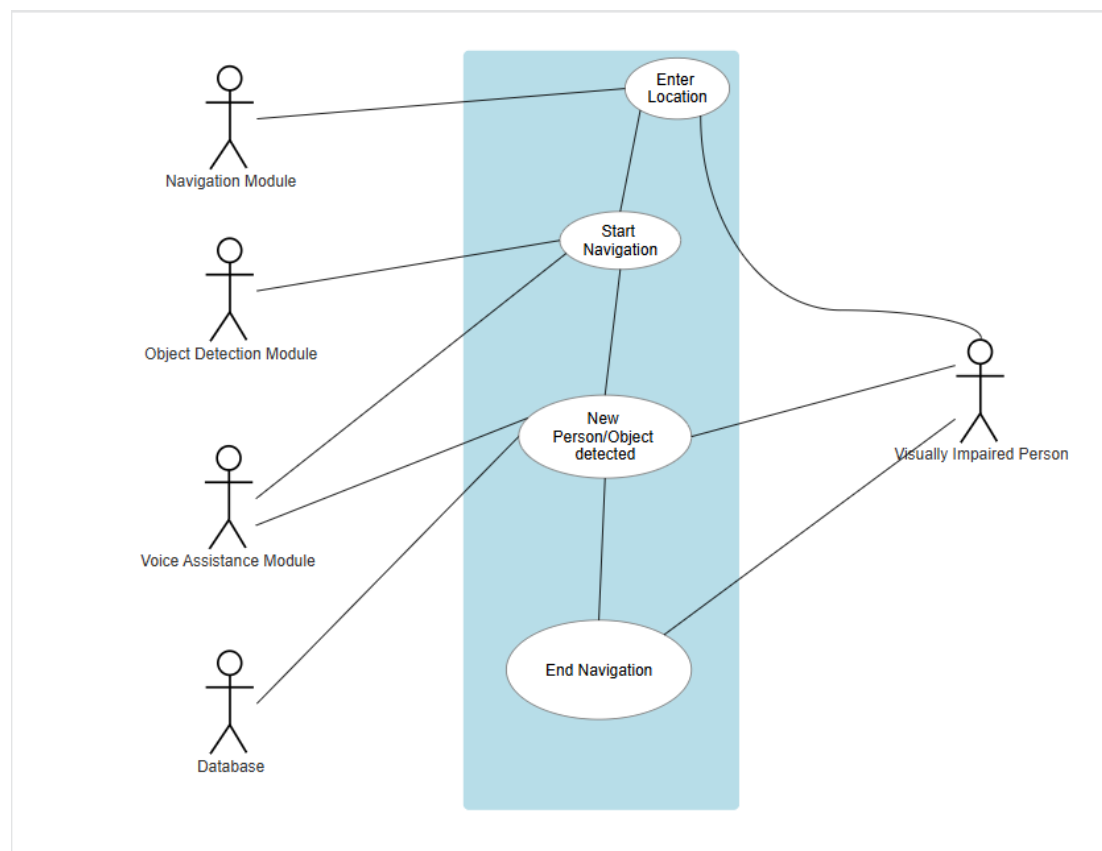 Enter
Location
Navigation Module
Start
Navigation
Object Detection Module
New
Person/Object
detected
Visually Impaired Person
Voice Assistance Module
End Navigation
Database